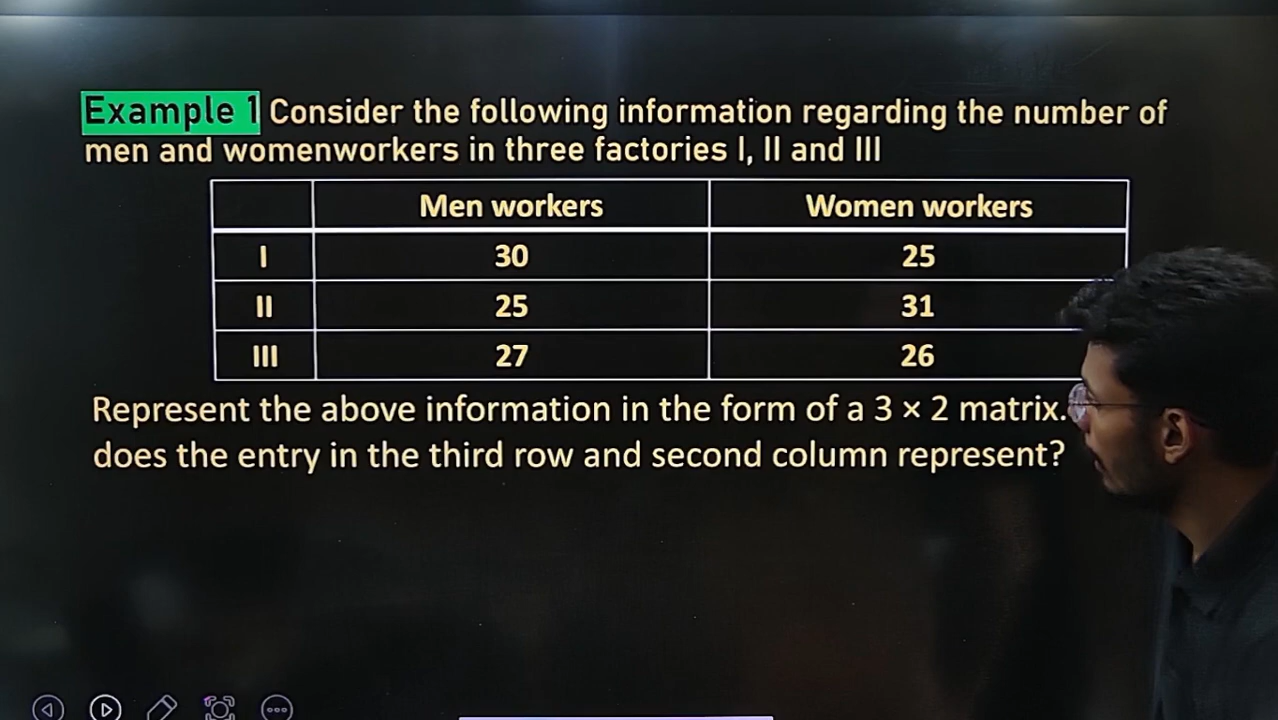 Example 1 Consider the following information regarding the number of
men and womenworkers in three factories I, II and III
Men workers Women workers
I 30 25
II 25 31
III 27 26
Represent the above information in the form of a 3 × 2 matrix.
does the entry in the third row and second column represent?